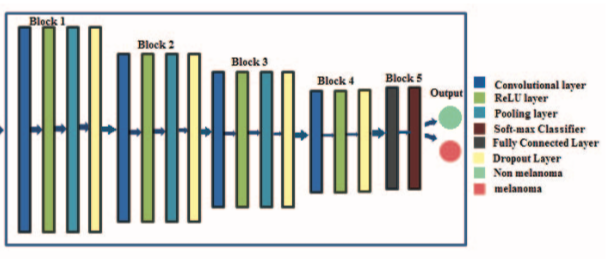 Block 1
Block 2
Block 3
Block 4
Block 5
Output
Convolutional layer
ReLU layer
Pooling layer
Soft-max Classifier
Fully Connected Layer
Dropout Layer
Non melanoma
melanoma